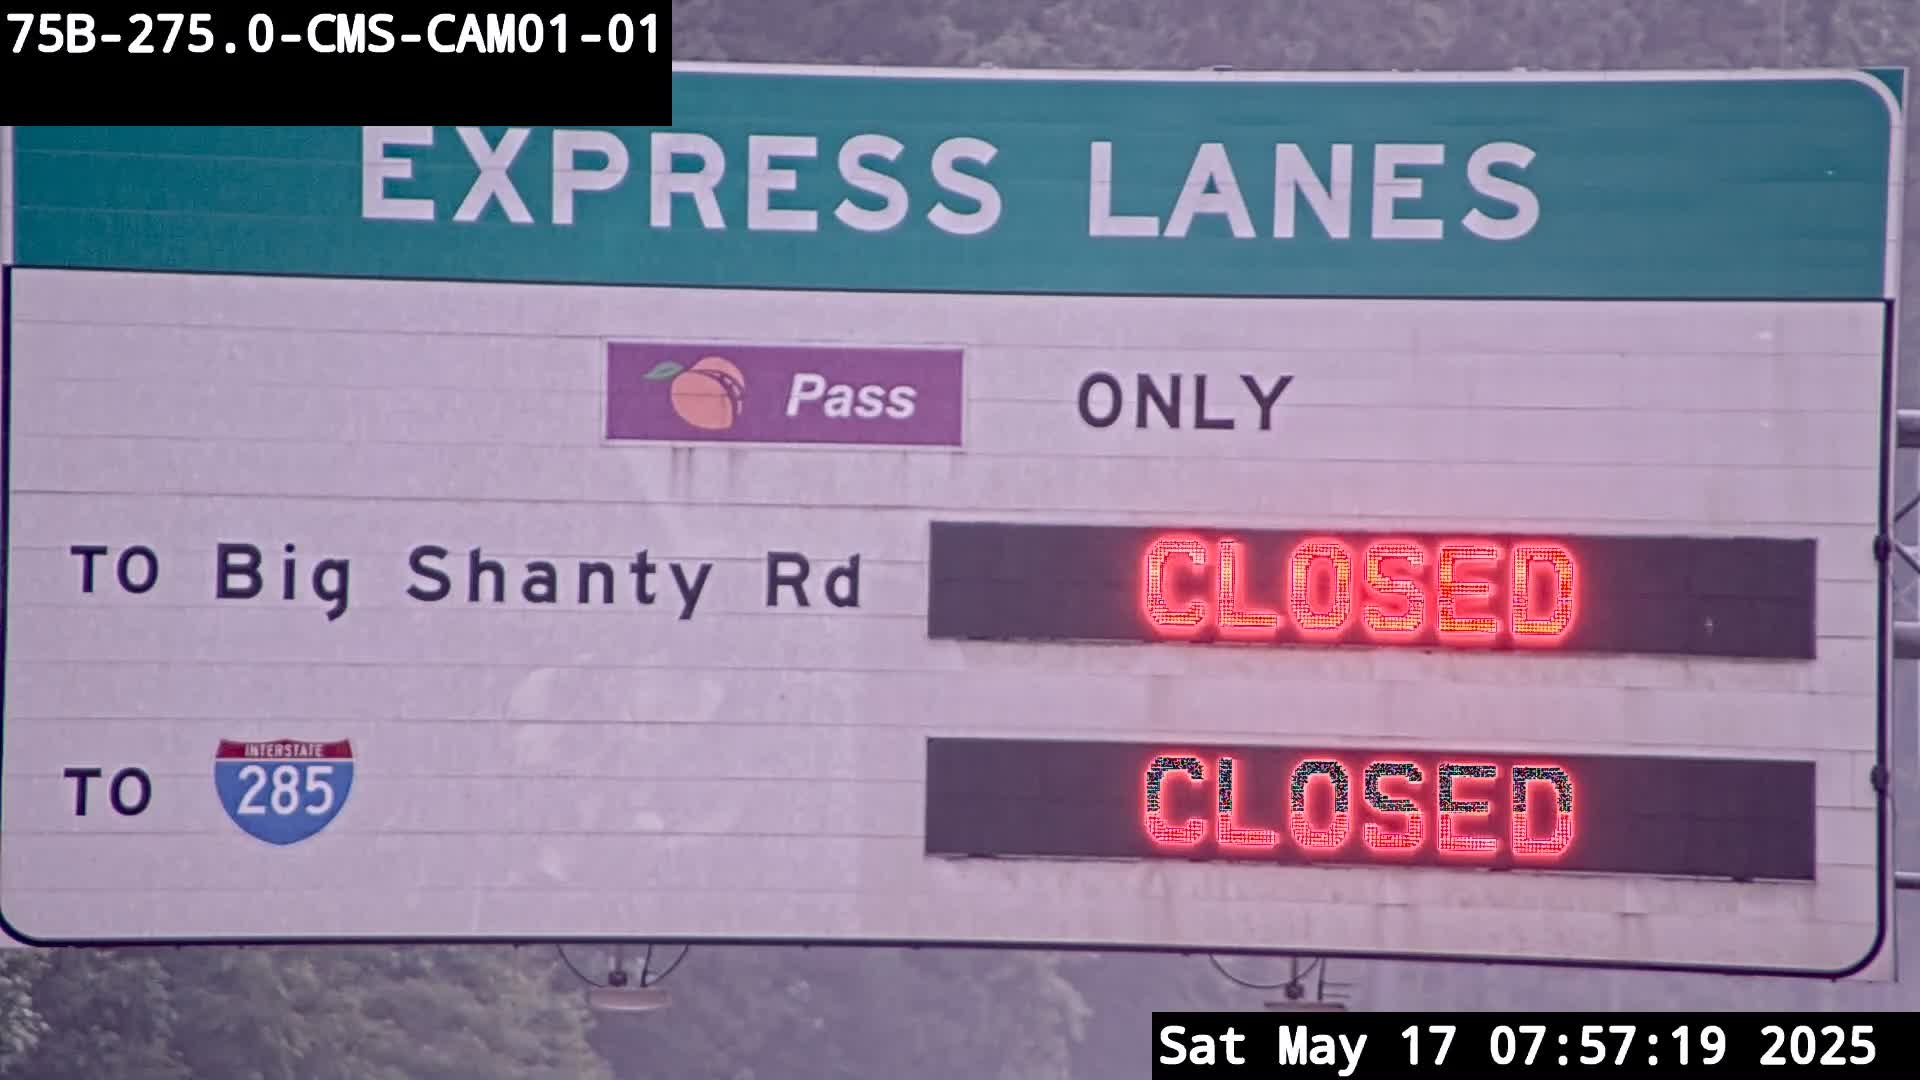 75B-275.0-CMS-CAM01-01
EXPRESS LANES
Pass ONLY
TO Big Shanty Rd CLOSED
TO INTERSTATE 285 CLOSED
Sat May 17 07:57:19 2025